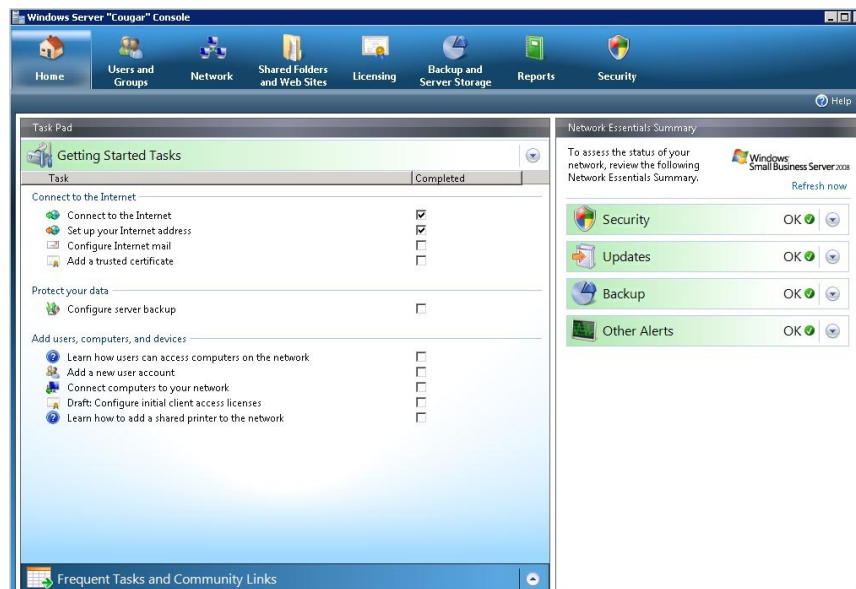 Windows Server "Cougar" Console
Home
Users and
Groups
Network
Shared Folders
and Web Sites
Licensing
Backup and
Server Storage
Reports
Security
Help
Task Pad
Getting Started Tasks
Task Completed
Connect to the Internet
Connect to the Internet
Set up your Internet address
Configure Internet mail
Add a trusted certificate
Protect your data
Configure server backup
Add users, computers, and devices
Learn how users can access computers on the network
Add a new user account
Connect computers to your network
Draft: Configure initial client access licenses
Learn how to add a shared printer to the network
Frequent Tasks and Community Links
Network Essentials Summary
To assess the status of your
network, review the following
Network Essentials Summary.
Windows
Small Business Server 2008
Refresh now
Security OK
Updates OK
Backup OK
Other Alerts OK